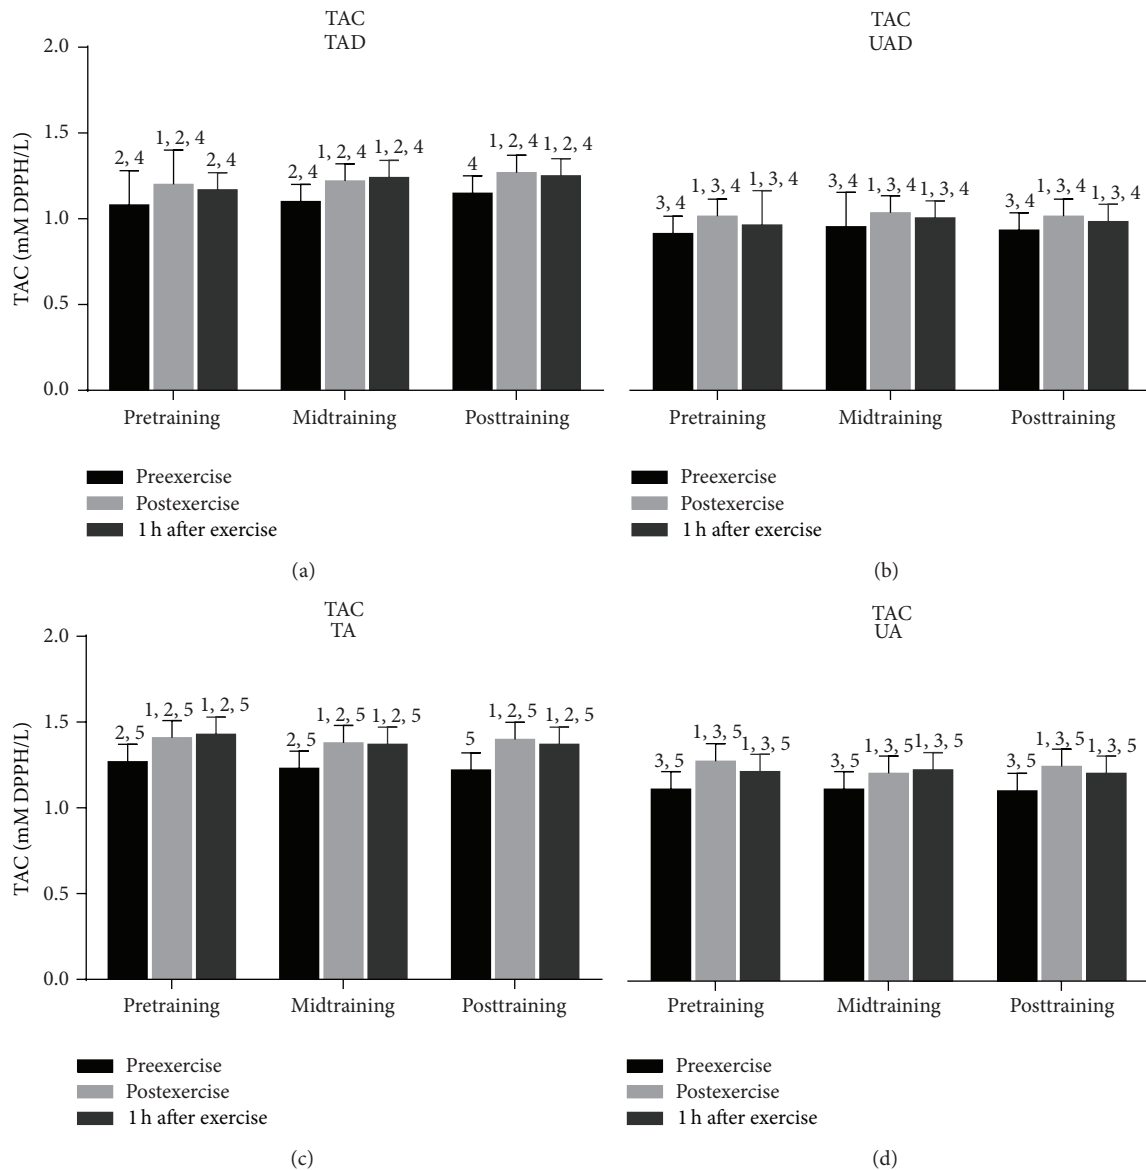 TAC
TAD
TAC (mM DPPH/L)
2.0
1.5
1.0
0.5
0.0
2, 4
1, 2, 4
2, 4
2, 4
1, 2, 4
1, 2, 4
4
1, 2, 4
1, 2, 4
Pretraining
Midtraining
Posttraining
Preexercise
Postexercise
1 h after exercise
(a)
TAC
UAD
3, 4
1, 3, 4
1, 3, 4
3, 4
1, 3, 4
1, 3, 4
3, 4
1, 3, 4
1, 3, 4
Pretraining
Midtraining
Posttraining
Preexercise
Postexercise
1 h after exercise
(b)
TAC
TA
TAC (mM DPPH/L)
2.0
1.5
1.0
0.5
0.0
2, 5
1, 2, 5
1, 2, 5
2, 5
1, 2, 5
1, 2, 5
5
1, 2, 5
1, 2, 5
Pretraining
Midtraining
Posttraining
Preexercise
Postexercise
1 h after exercise
(c)
TAC
UA
3, 5
1, 3, 5
1, 3, 5
3, 5
1, 3, 5
1, 3, 5
3, 5
1, 3, 5
1, 3, 5
Pretraining
Midtraining
Posttraining
Preexercise
Postexercise
1 h after exercise
(d)